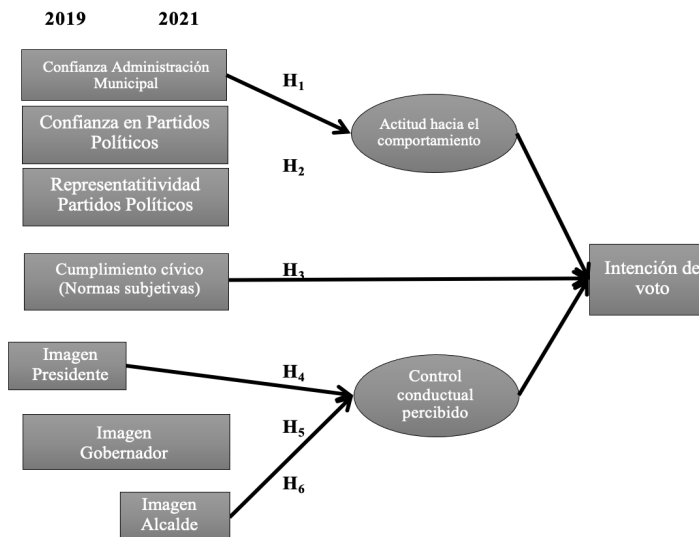 2019 2021
Confianza Administración
Municipal
H₁
Confianza en Partidos
Políticos
Actitud hacia el
comportamiento
H₂
Representatitividad
Partidos Políticos
Cumplimiento cívico
(Normas subjetivas)
H₃
Intención de
voto
Imagen
Presidente
H₄
Control
conductual
percibido
Imagen
Gobernador
H₅
H₆
Imagen
Alcalde